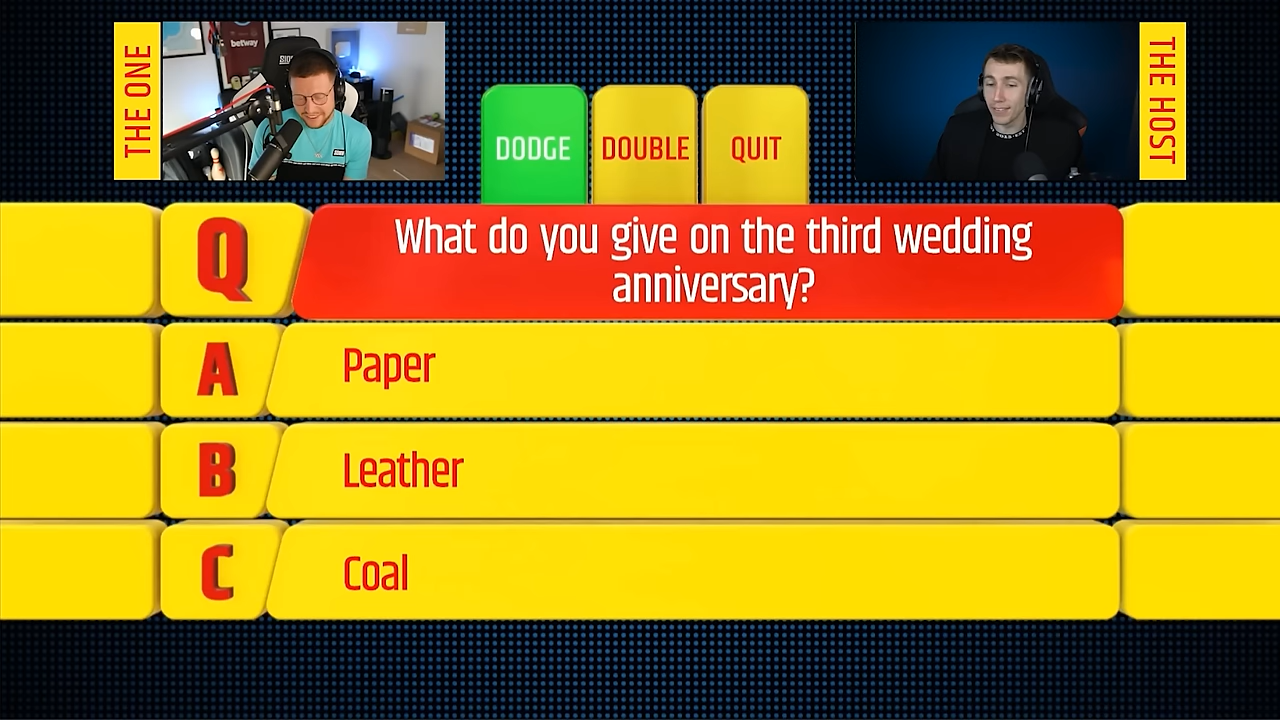 THE ONE
betway
DODGE
DOUBLE
QUIT
THE HOST
Q
What do you give on the third wedding
anniversary?
A
Paper
B
Leather
C
Coal